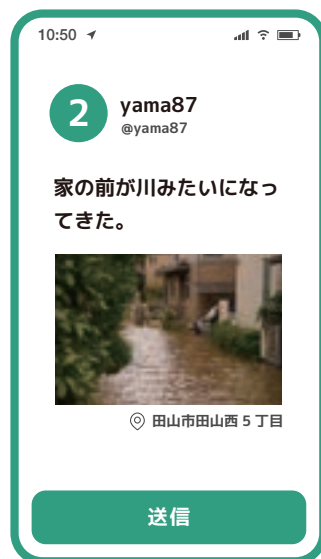 10:50
2
yama87
@yama87
家の前が川みたいになっ
てきた。
田山市田山西 5 丁目
送信